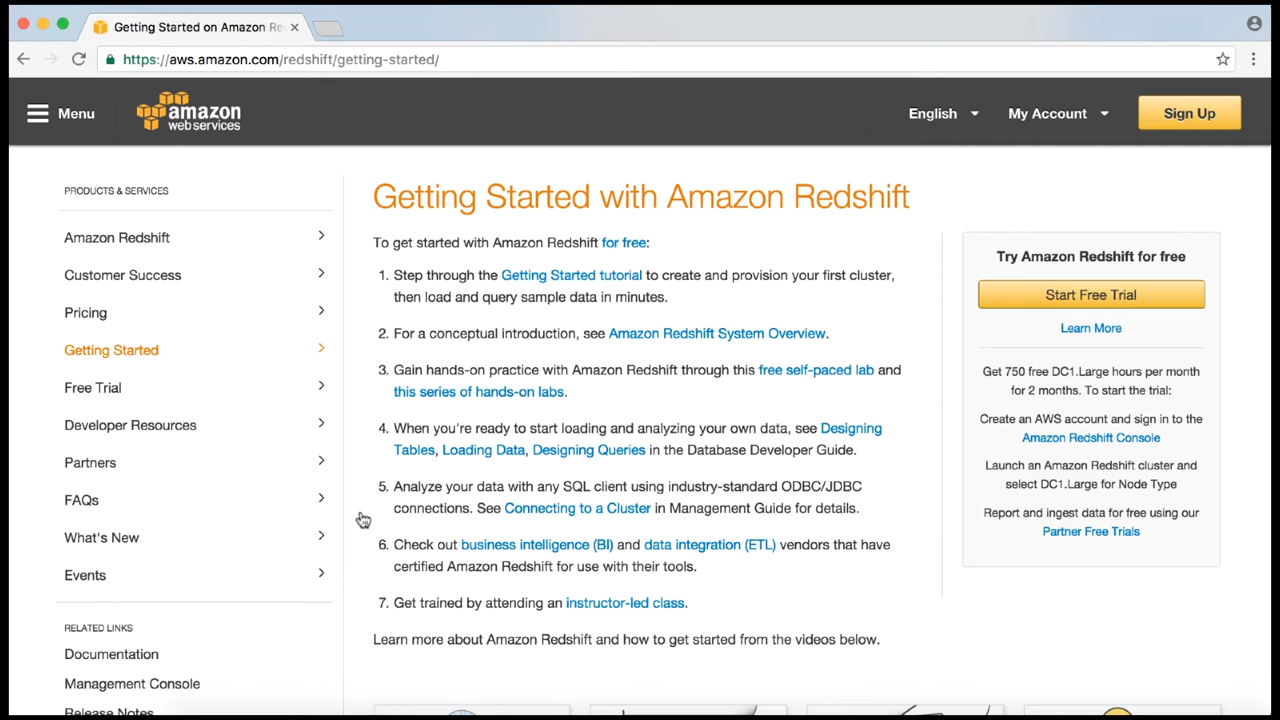 Getting Started on Amazon Re
https://aws.amazon.com/redshift/getting-started/
Menu
amazon
web services
English
My Account
Sign Up
PRODUCTS & SERVICES
Amazon Redshift
Customer Success
Pricing
Getting Started
Free Trial
Developer Resources
Partners
FAQs
What's New
Events
RELATED LINKS
Documentation
Management Console
Release Notes
Getting Started with Amazon Redshift
To get started with Amazon Redshift for free:
1. Step through the Getting Started tutorial to create and provision your first cluster,
then load and query sample data in minutes.
2. For a conceptual introduction, see Amazon Redshift System Overview.
3. Gain hands-on practice with Amazon Redshift through this free self-paced lab and
this series of hands-on labs.
4. When you're ready to start loading and analyzing your own data, see Designing
Tables, Loading Data, Designing Queries in the Database Developer Guide.
5. Analyze your data with any SQL client using industry-standard ODBC/JDBC
connections. See Connecting to a Cluster in Management Guide for details.
6. Check out business intelligence (BI) and data integration (ETL) vendors that have
certified Amazon Redshift for use with their tools.
7. Get trained by attending an instructor-led class.
Learn more about Amazon Redshift and how to get started from the videos below.
Try Amazon Redshift for free
Start Free Trial
Learn More
Get 750 free DC1.Large hours per month
for 2 months. To start the trial:
Create an AWS account and sign in to the
Amazon Redshift Console
Launch an Amazon Redshift cluster and
select DC1.Large for Node Type
Report and ingest data for free using our
Partner Free Trials